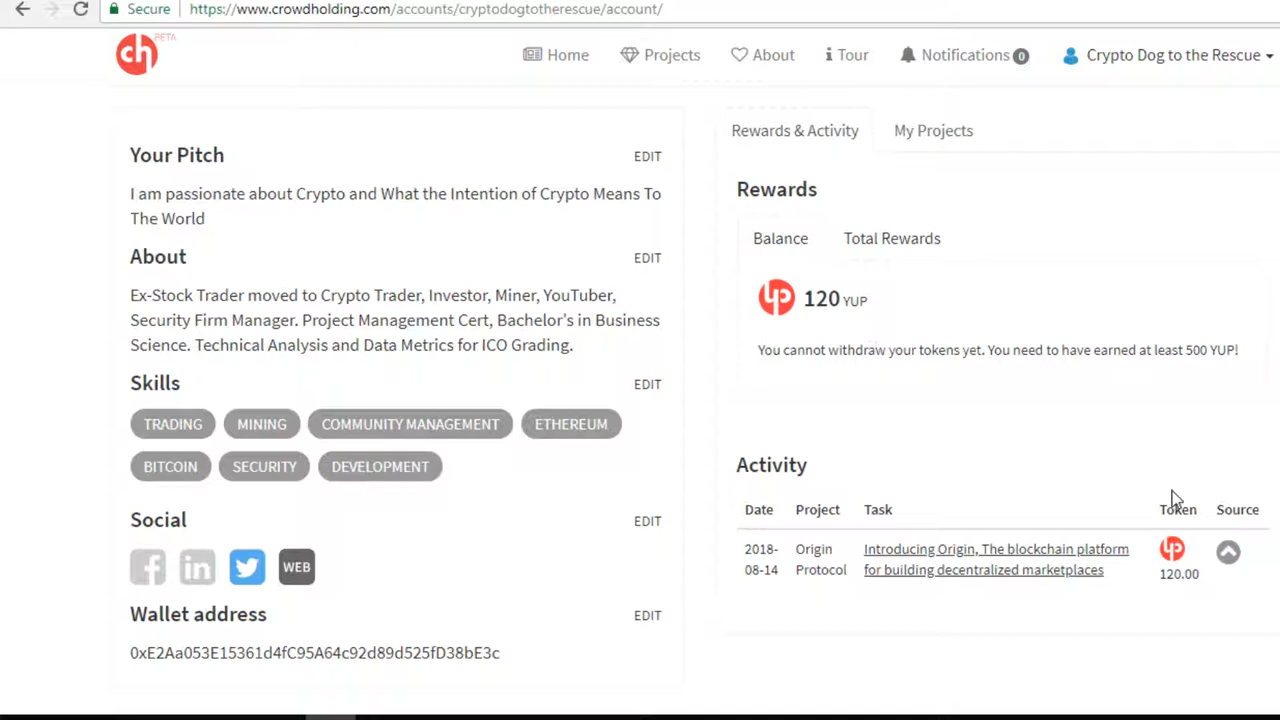 Secure https://www.crowdholding.com/accounts/cryptodogtotherescue/account/
ch BETA
Home Projects About Tour Notifications 0 Crypto Dog to the Rescue
Your Pitch EDIT
I am passionate about Crypto and What the Intention of Crypto Means To
The World
About EDIT
Ex-Stock Trader moved to Crypto Trader, Investor, Miner, YouTuber,
Security Firm Manager. Project Management Cert, Bachelor's in Business
Science. Technical Analysis and Data Metrics for ICO Grading.
Skills EDIT
TRADING MINING COMMUNITY MANAGEMENT ETHEREUM
BITCOIN SECURITY DEVELOPMENT
Social EDIT
f in WEB
Wallet address EDIT
0xE2Aa053E15361d4fC95A64c92d89d525fD38bE3c
Rewards & Activity My Projects
Rewards
Balance Total Rewards
up 120 YUP
You cannot withdraw your tokens yet. You need to have earned at least 500 YUP!
Activity
Date Project Task Token Source
2018- Origin Introducing Origin, The blockchain platform up
08-14 Protocol for building decentralized marketplaces 120.00